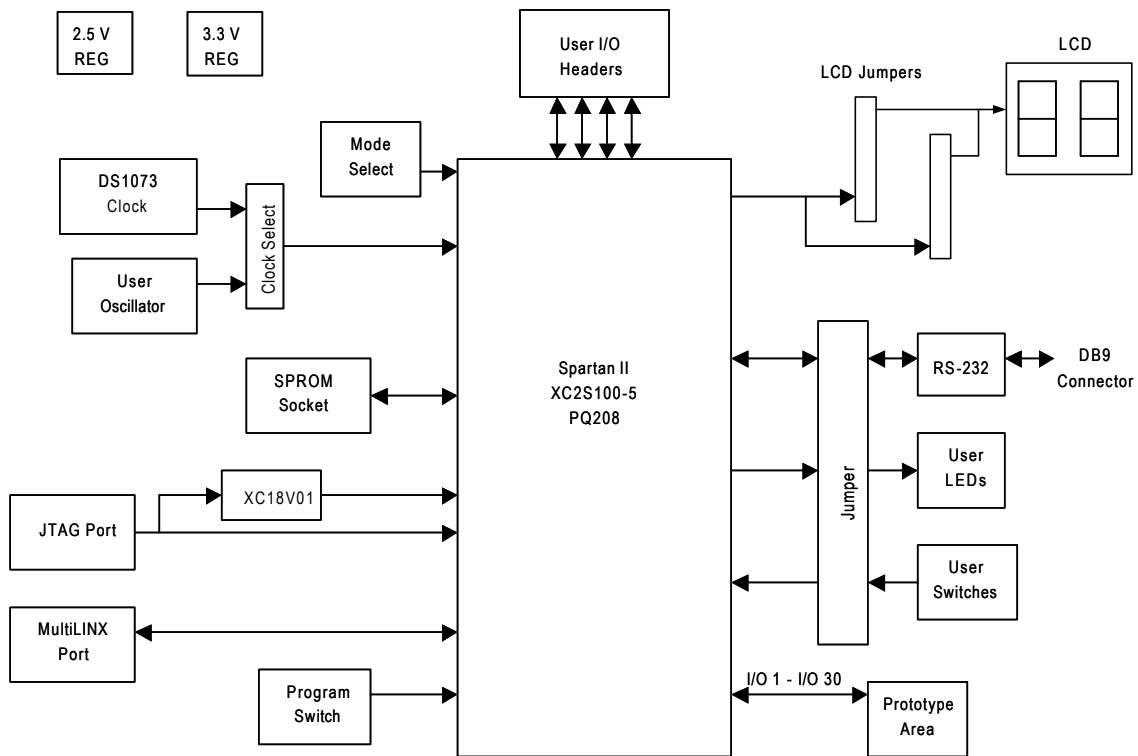 2.5 V
REG
3.3 V
REG
User I/O
Headers
LCD
LCD Jumpers
Mode
Select
DS1073
Clock
Clock Select
User
Oscillator
SPROM
Socket
Spartan II
XC2S100-5
PQ208
RS-232
DB9
Connector
User
LEDs
XC18V01
JTAG Port
Jumper
User
Switches
MultiLINX
Port
Program
Switch
I/O 1 - I/O 30
Prototype
Area